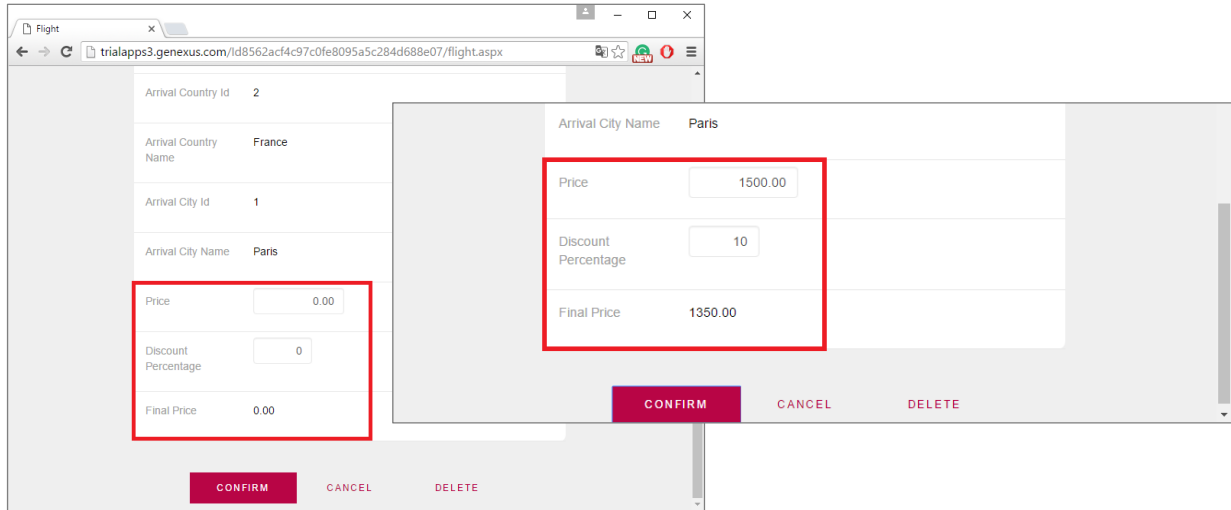 Flight
trialapps3.genexus.com/Id8562acf4c97c0fe8095a5c284d688e07/flight.aspx
NEW
Arrival Country Id 2
Arrival Country
Name
France
Arrival City Id 1
Arrival City Name Paris
Price 0.00
Discount
Percentage
0
Final Price 0.00
CONFIRM CANCEL DELETE
Arrival City Name Paris
Price 1500.00
Discount
Percentage
10
Final Price 1350.00
CONFIRM CANCEL DELETE